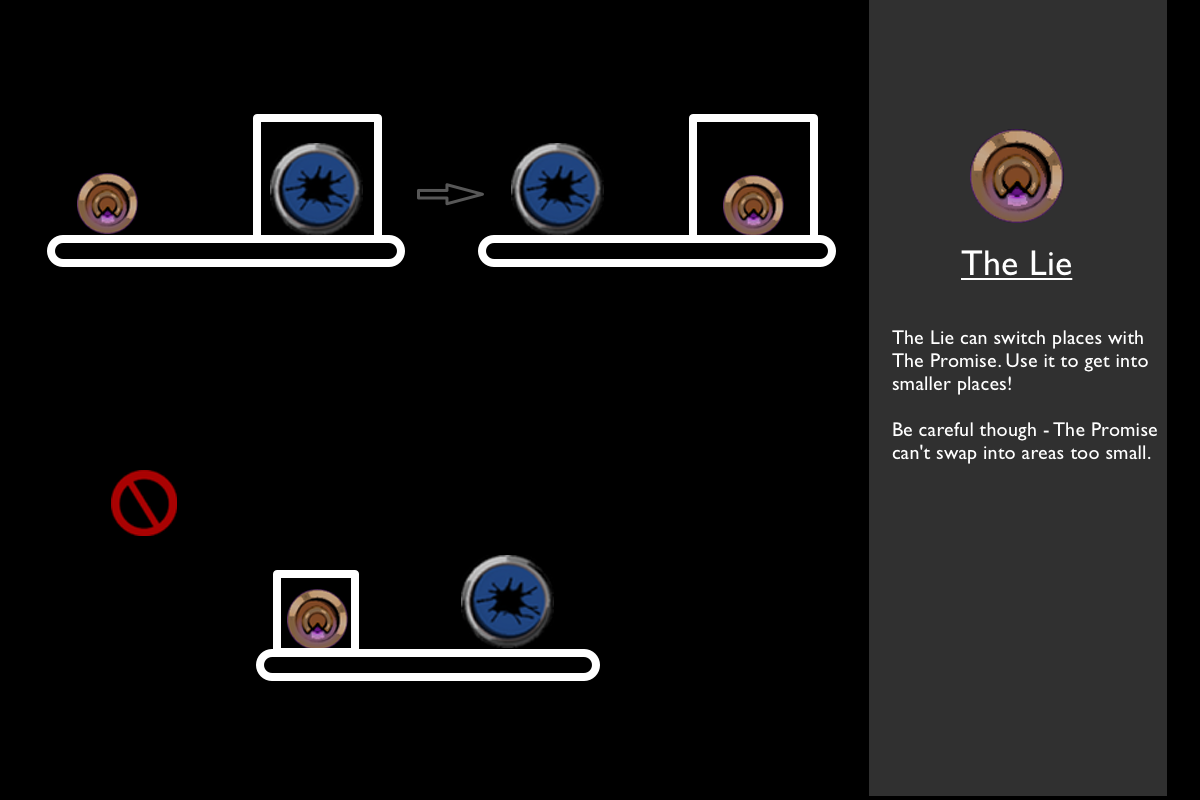 The Lie
The Lie can switch places with
The Promise. Use it to get into
smaller places!
Be careful though - The Promise
can't swap into areas too small.